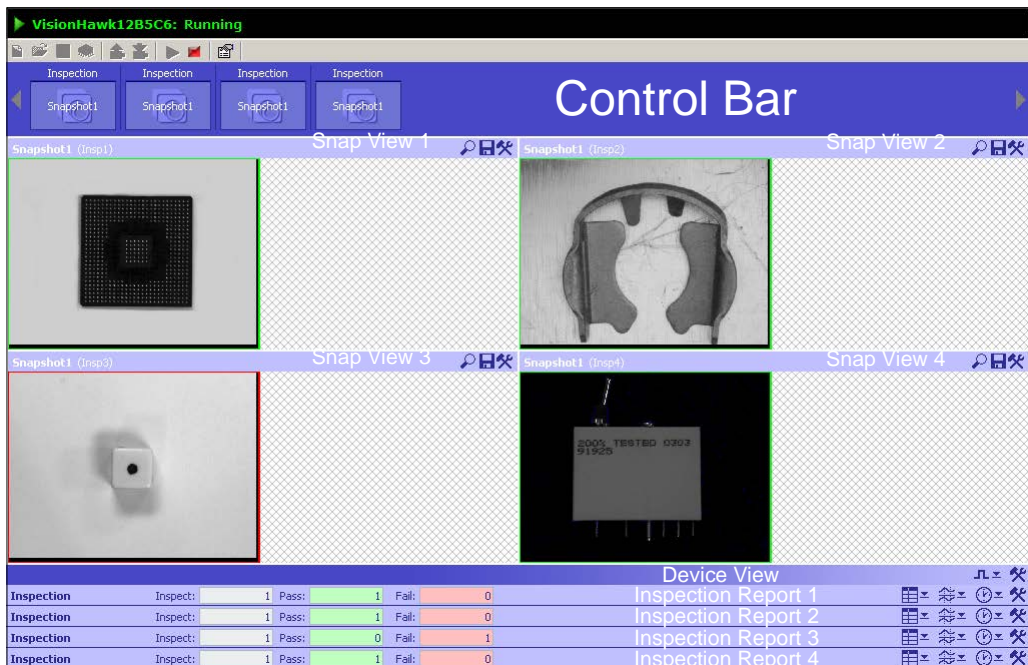 VisionHawk12B5C6: Running
Inspection Inspection Inspection Inspection
Snapshot1 Snapshot1 Snapshot1 Snapshot1
Control Bar
Snapshot1 (Insp1) Snap View 1
Snapshot1 (Insp2) Snap View 2
Snapshot1 (Insp3) Snap View 3
Snapshot1 (Insp4) Snap View 4
200% TESTED 0303
91925
Device View
Inspection Inspect: 1 Pass: 1 Fail: 0 Inspection Report 1
Inspection Inspect: 1 Pass: 1 Fail: 0 Inspection Report 2
Inspection Inspect: 1 Pass: 0 Fail: 1 Inspection Report 3
Inspection Inspect: 1 Pass: 1 Fail: 0 Inspection Report 4